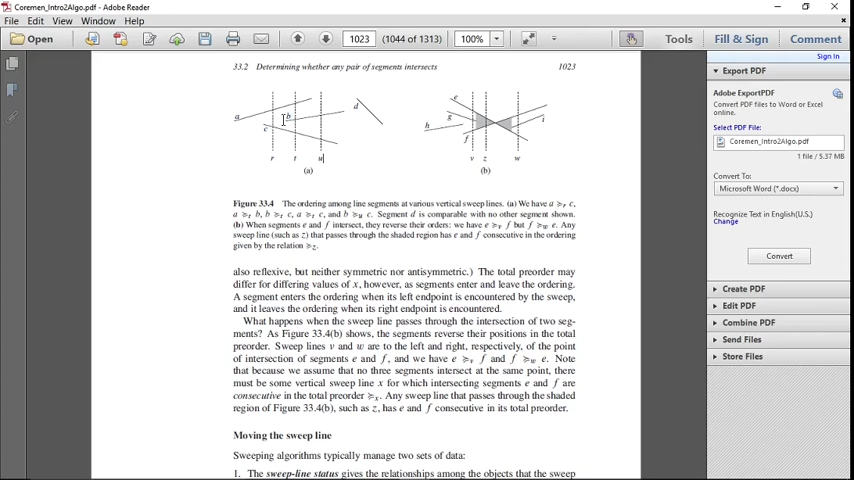 Coremen_Intro2Algo.pdf - Adobe Reader
File Edit View Window Help
Open 1023 (1044 of 1313) 100% Tools Fill & Sign Comment
Sign In
33.2 Determining whether any pair of segments intersects 1023
Export PDF
Adobe ExportPDF
Convert PDF files to Word or Excel
online.
Select PDF File:
Coremen_Intro2Algo.pdf
1 file / 5.37 MB
Convert To:
Microsoft Word (*.docx)
Recognize Text in English(U.S.)
Change
Convert
Create PDF
Edit PDF
Combine PDF
Send Files
Store Files
a b c d
r t u
(a)
e g h f i
v z w
(b)
Figure 33.4 The ordering among line segments at various vertical sweep lines. (a) We have a ≽r c,
a ≽t b, b ≽t c, a ≽t c, and b ≽u c. Segment d is comparable with no other segment shown.
(b) When segments e and f intersect, they reverse their orders: we have e ≽v f but f ≽w e. Any
sweep line (such as z) that passes through the shaded region has e and f consecutive in the ordering
given by the relation ≽z.
also reflexive, but neither symmetric nor antisymmetric.) The total preorder may
differ for differing values of x, however, as segments enter and leave the ordering.
A segment enters the ordering when its left endpoint is encountered by the sweep,
and it leaves the ordering when its right endpoint is encountered.
What happens when the sweep line passes through the intersection of two seg-
ments? As Figure 33.4(b) shows, the segments reverse their positions in the total
preorder. Sweep lines v and w are to the left and right, respectively, of the point
of intersection of segments e and f, and we have e ≽v f and f ≽w e. Note
that because we assume that no three segments intersect at the same point, there
must be some vertical sweep line x for which intersecting segments e and f are
consecutive in the total preorder ≽x. Any sweep line that passes through the shaded
region of Figure 33.4(b), such as z, has e and f consecutive in its total preorder.
Moving the sweep line
Sweeping algorithms typically manage two sets of data:
1. The sweep-line status gives the relationships among the objects that the sweep